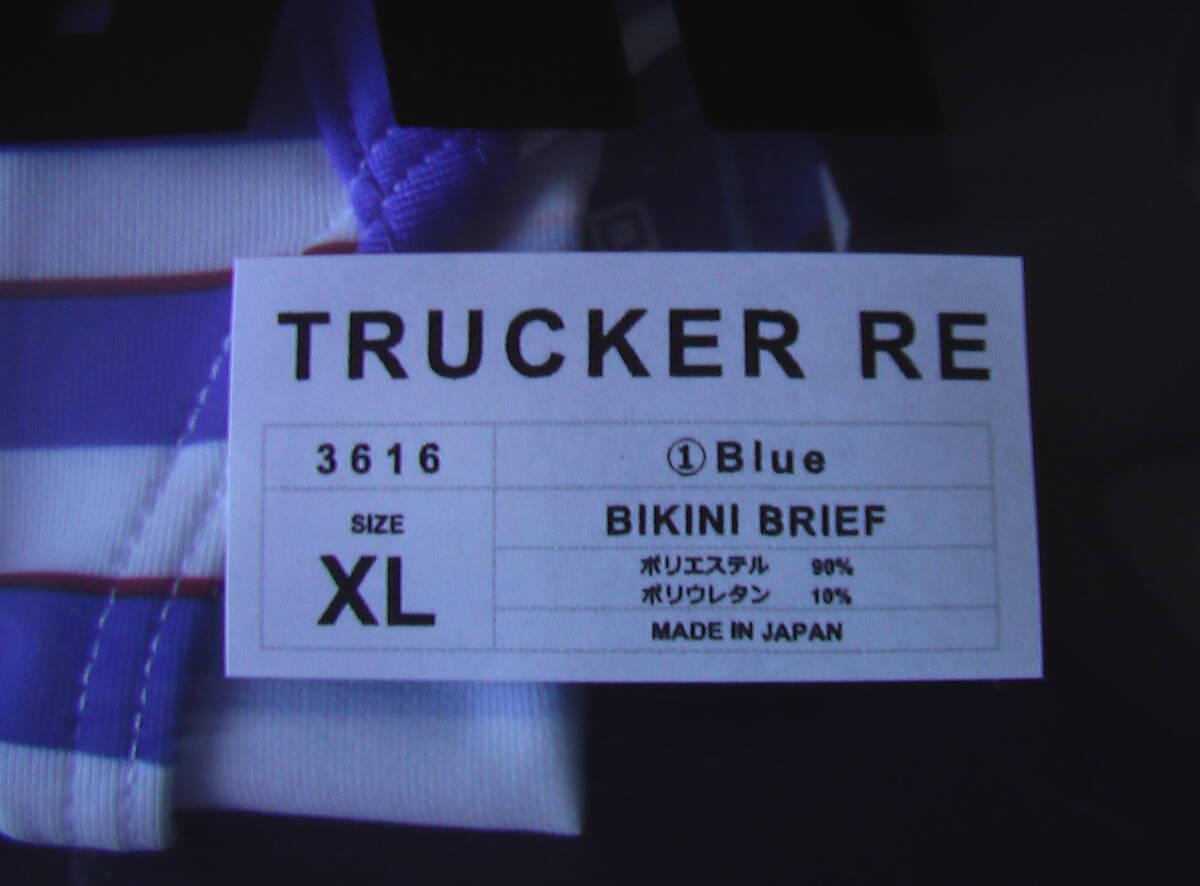 TRUCKER RE
3616
①Blue
SIZE
XL
BIKINI BRIEF
ポリエステル 90%
ポリウレタン 10%
MADE IN JAPAN